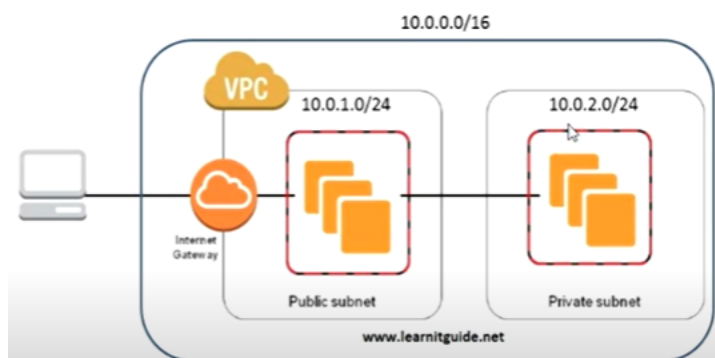 10.0.0.0/16
VPC
10.0.1.0/24
10.0.2.0/24
Internet
Gateway
Public subnet
Private subnet
www.learnitguide.net